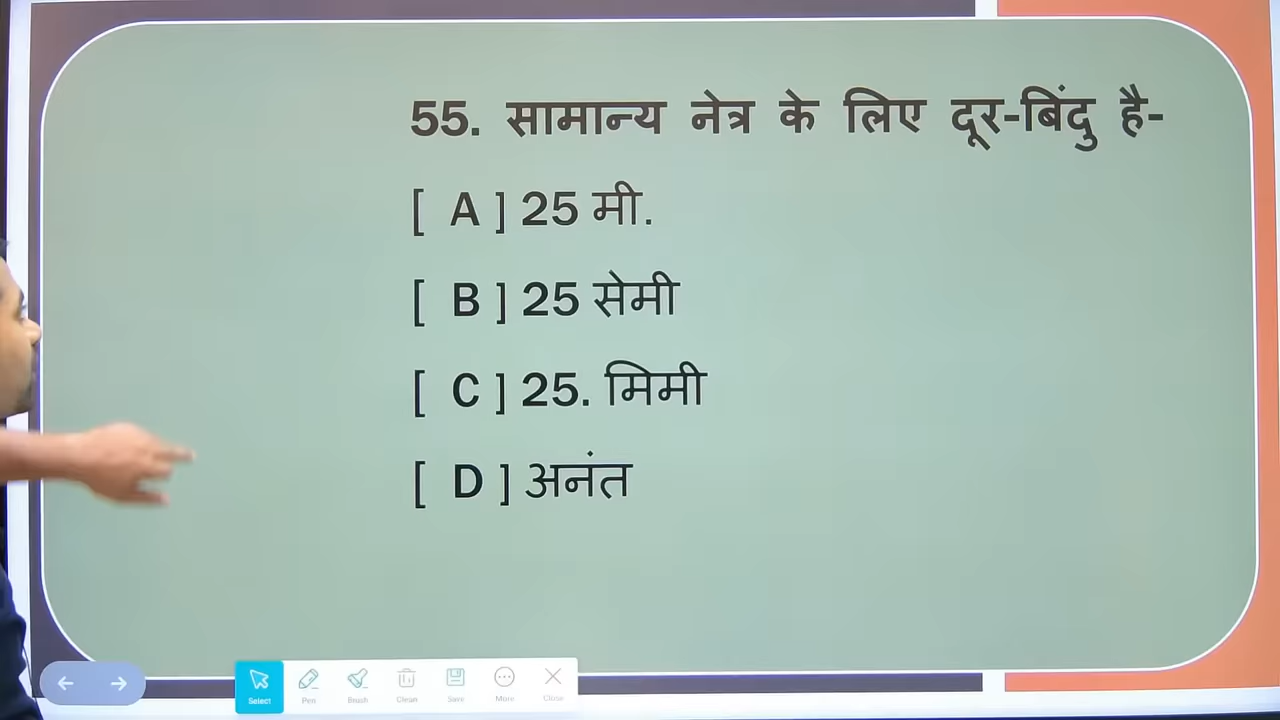 55. सामान्य नेत्र के लिए दूर-बिंदु है-
[ A ] 25 मी.
[ B ] 25 सेमी
[ C ] 25. मिमी
[ D ] अनंत
Select Pen Brush Clean Save More Close